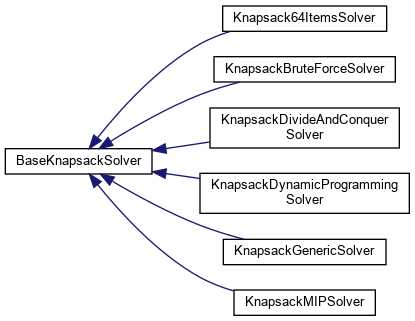 Knapsack64ItemsSolver
KnapsackBruteForceSolver
KnapsackDivideAndConquer
Solver
BaseKnapsackSolver
KnapsackDynamicProgramming
Solver
KnapsackGenericSolver
KnapsackMIPSolver